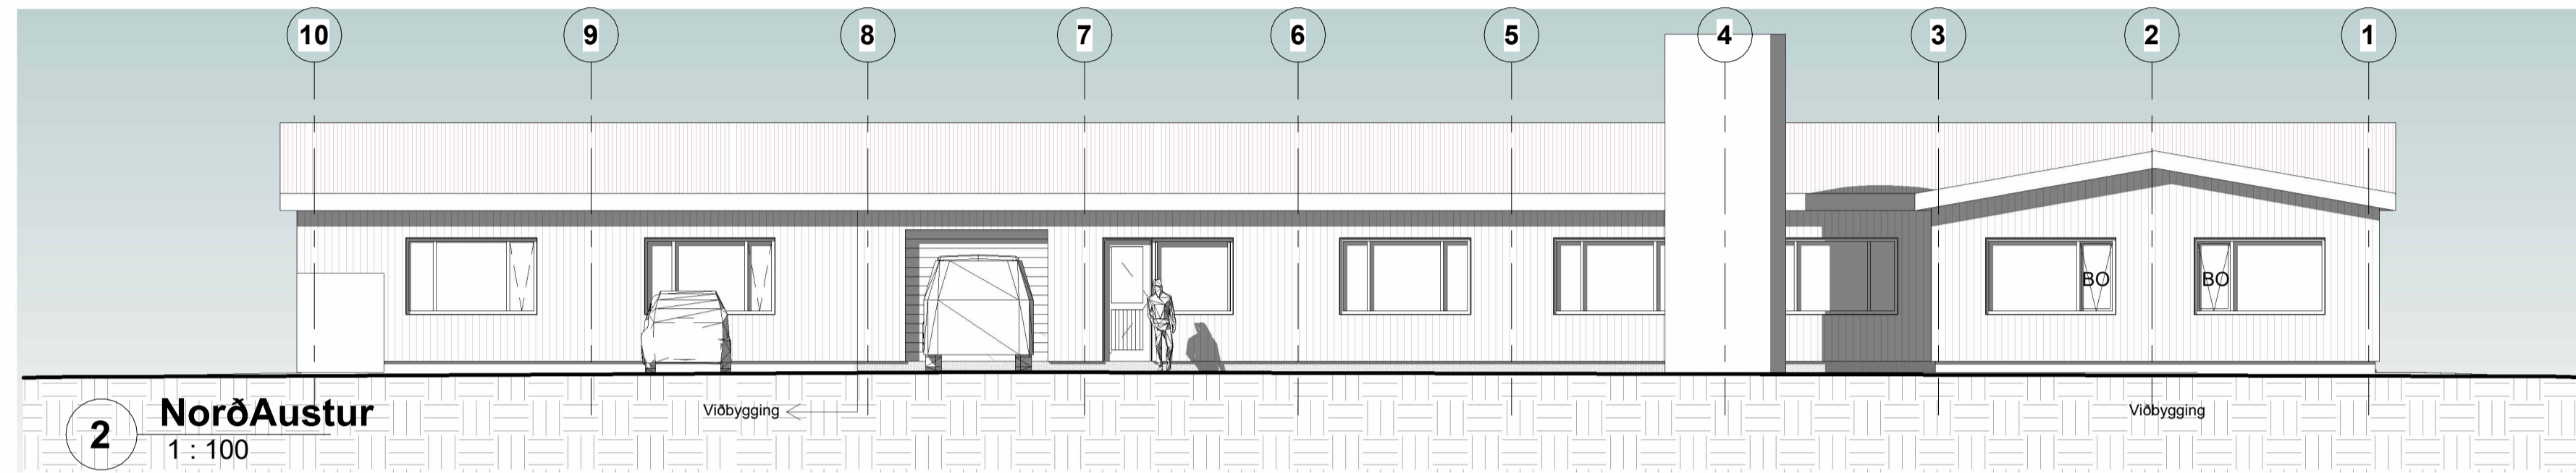 10 9 8 7 6 5 4 3 2 1
BO BO
2 NorðAustur
1 : 100
Viðbygging
Viðbygging